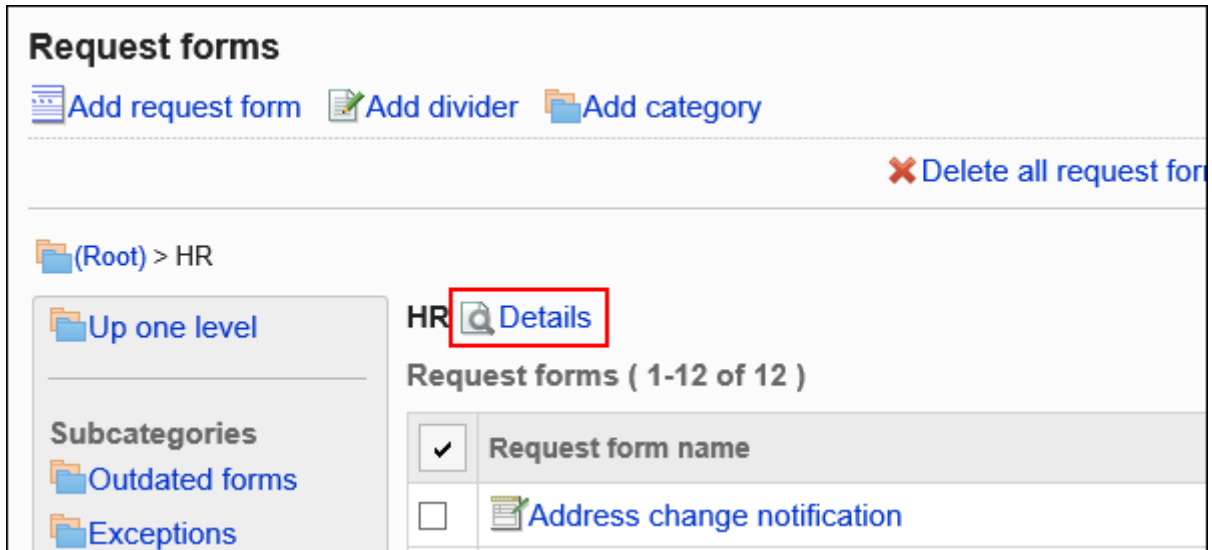 Request forms
Add request form Add divider Add category
Delete all request
(Root) > HR
Up one level
Subcategories
Outdated forms
Exceptions
HR Details
Request forms ( 1-12 of 12 )
Request form name
Address change notification